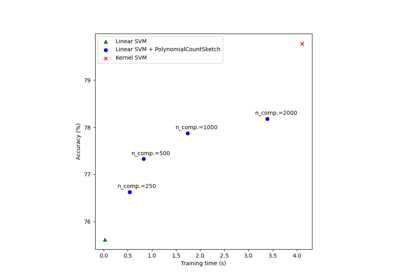 Linear SVM
Linear SVM + PolynomialCountSketch
Kernel SVM
79
n_comp.=2000
78
n_comp.=1000
n_comp.=500
77
n_comp.=250
76
Accuracy (%)
0.0 0.5 1.0 1.5 2.0 2.5 3.0 3.5 4.0
Training time (s)